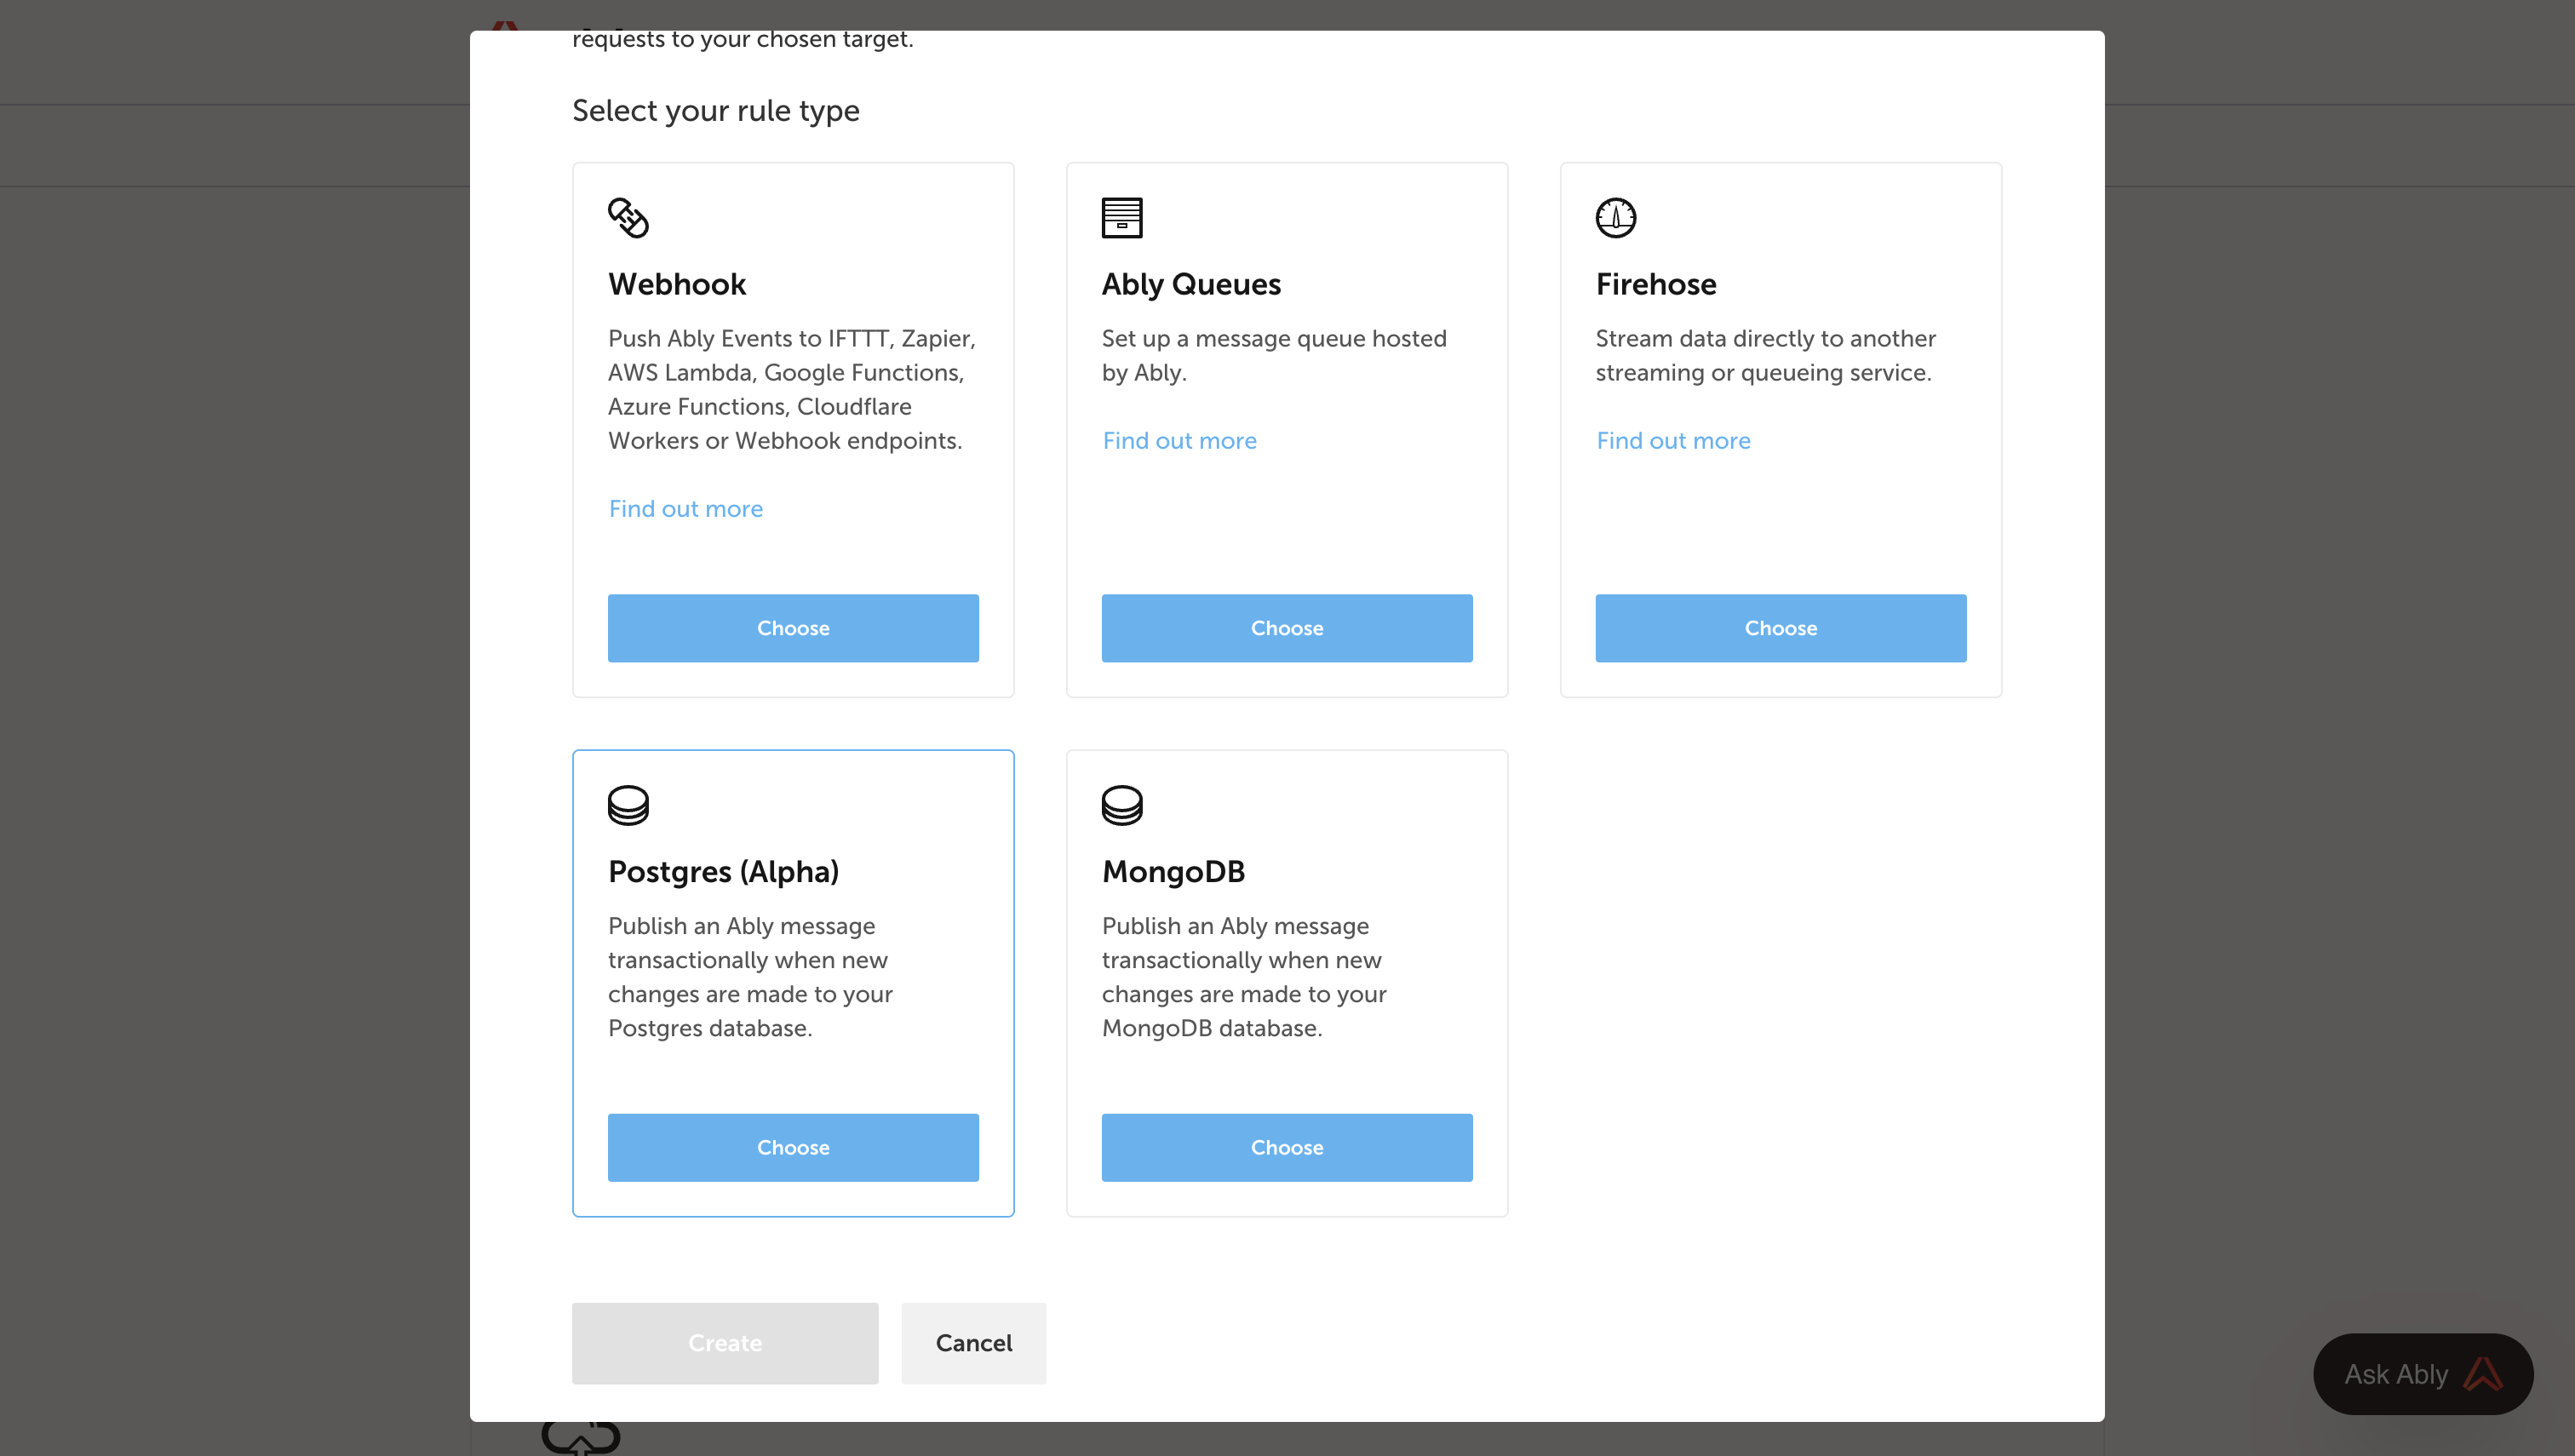 requests to your chosen target.
Select your rule type
Webhook
Push Ably Events to IFTTT, Zapier,
AWS Lambda, Google Functions,
Azure Functions, Cloudflare
Workers or Webhook endpoints.
Find out more
Choose
Ably Queues
Set up a message queue hosted
by Ably.
Find out more
Choose
Firehose
Stream data directly to another
streaming or queueing service.
Find out more
Choose
Postgres (Alpha)
Publish an Ably message
transactionally when new
changes are made to your
Postgres database.
Choose
MongoDB
Publish an Ably message
transactionally when new
changes are made to your
MongoDB database.
Choose
Create
Cancel
Ask Ably